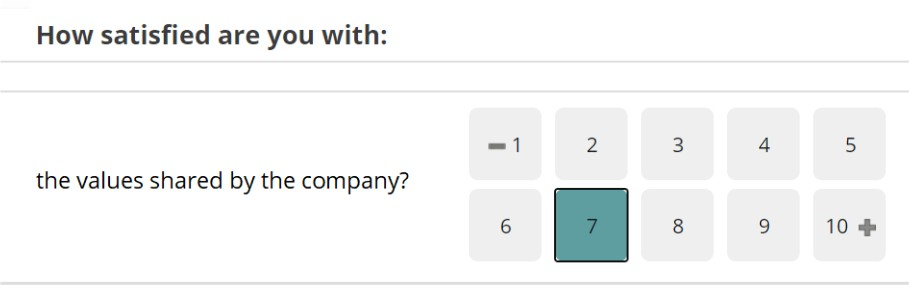 How satisfied are you with:
the values shared by the company?
1 2 3 4 5
6 7 8 9 10